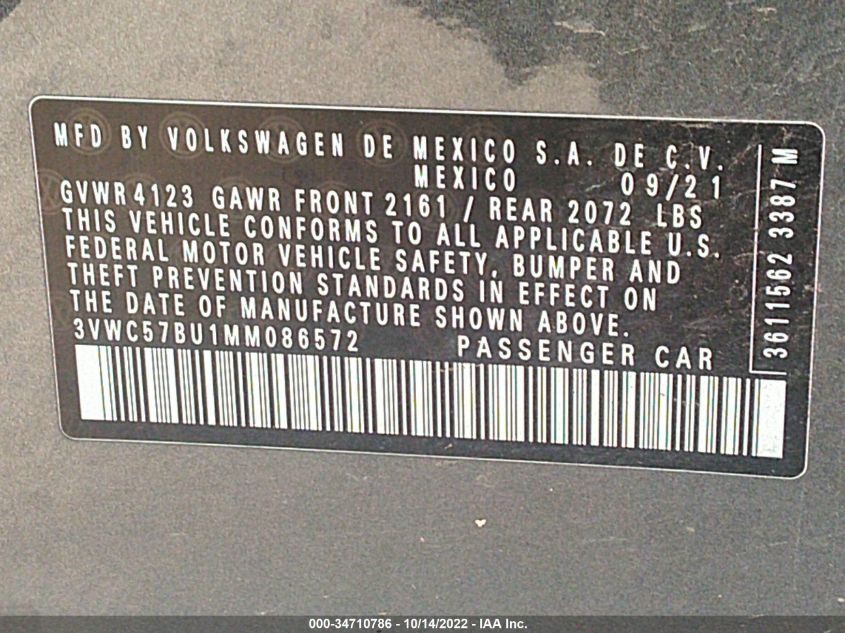 MFD BY VOLKSWAGEN DE MEXICO S.A. DE C.V.
MEXICO 09/21
GVWR 4123 GAWR FRONT 2161 / REAR 2072 LBS
THIS VEHICLE CONFORMS TO ALL APPLICABLE U.S.
FEDERAL MOTOR VEHICLE SAFETY, BUMPER AND
THEFT PREVENTION STANDARDS IN EFFECT ON
THE DATE OF MANUFACTURE SHOWN ABOVE.
3VWC57BU1MM086572 PASSENGER CAR
3611562 3387 M
000-34710786 - 10/14/2022 - IAA Inc.